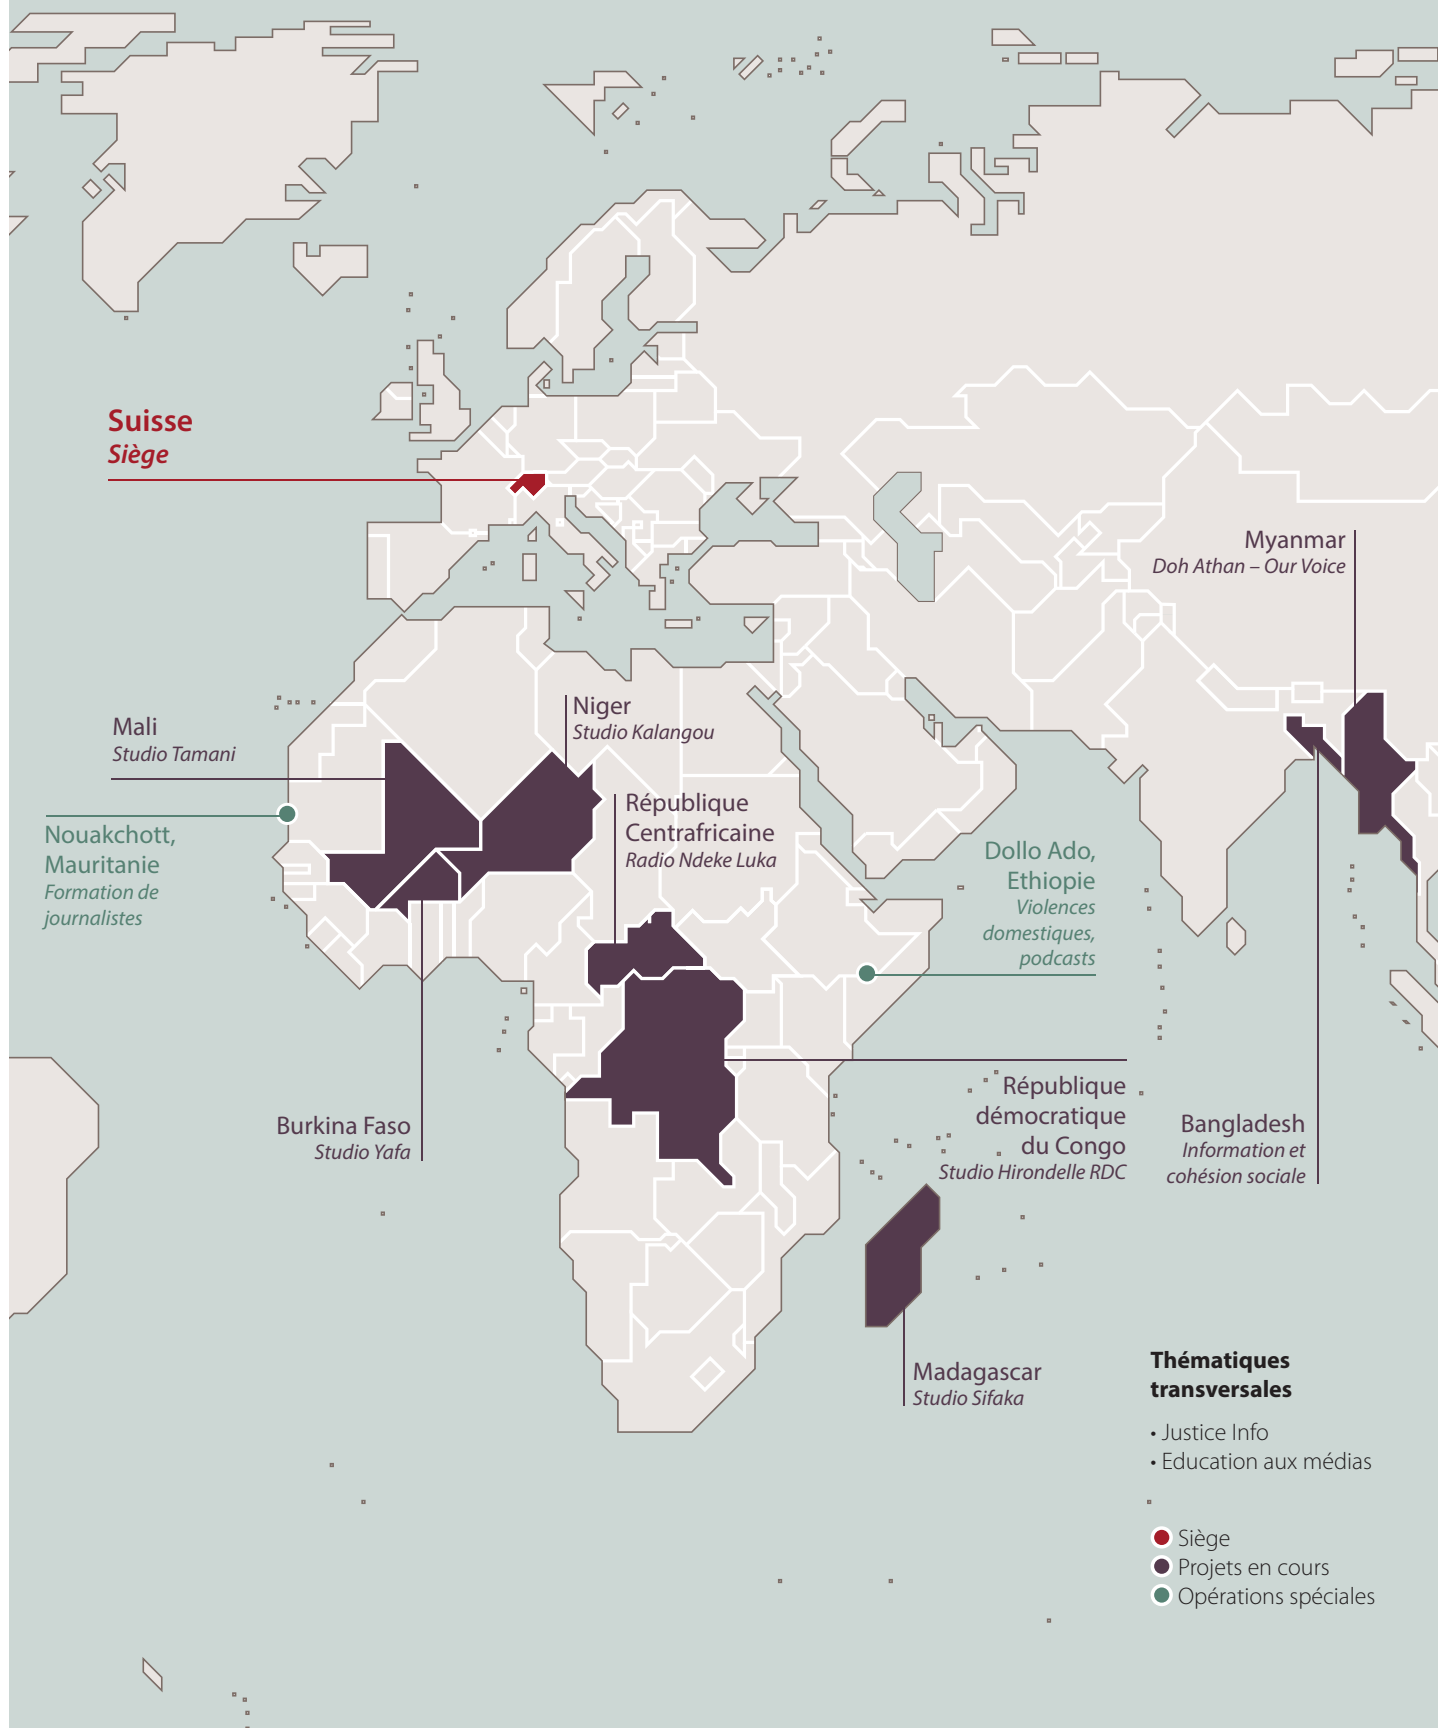 Suisse
Siège
Myanmar
Doh Athan – Our Voice
Niger
Studio Kalangou
Mali
Studio Tamani
République
Centrafricaine
Radio Ndeke Luka
Nouakchott,
Mauritanie
Formation de
journalistes
Dollo Ado,
Ethiopie
Violences
domestiques,
podcasts
République
démocratique
du Congo
Studio Hirondelle RDC
Burkina Faso
Studio Yafa
Bangladesh
Information et
cohésion sociale
Madagascar
Studio Sifaka
Thématiques
transversales
• Justice Info
• Education aux médias
Siège
Projets en cours
Opérations spéciales